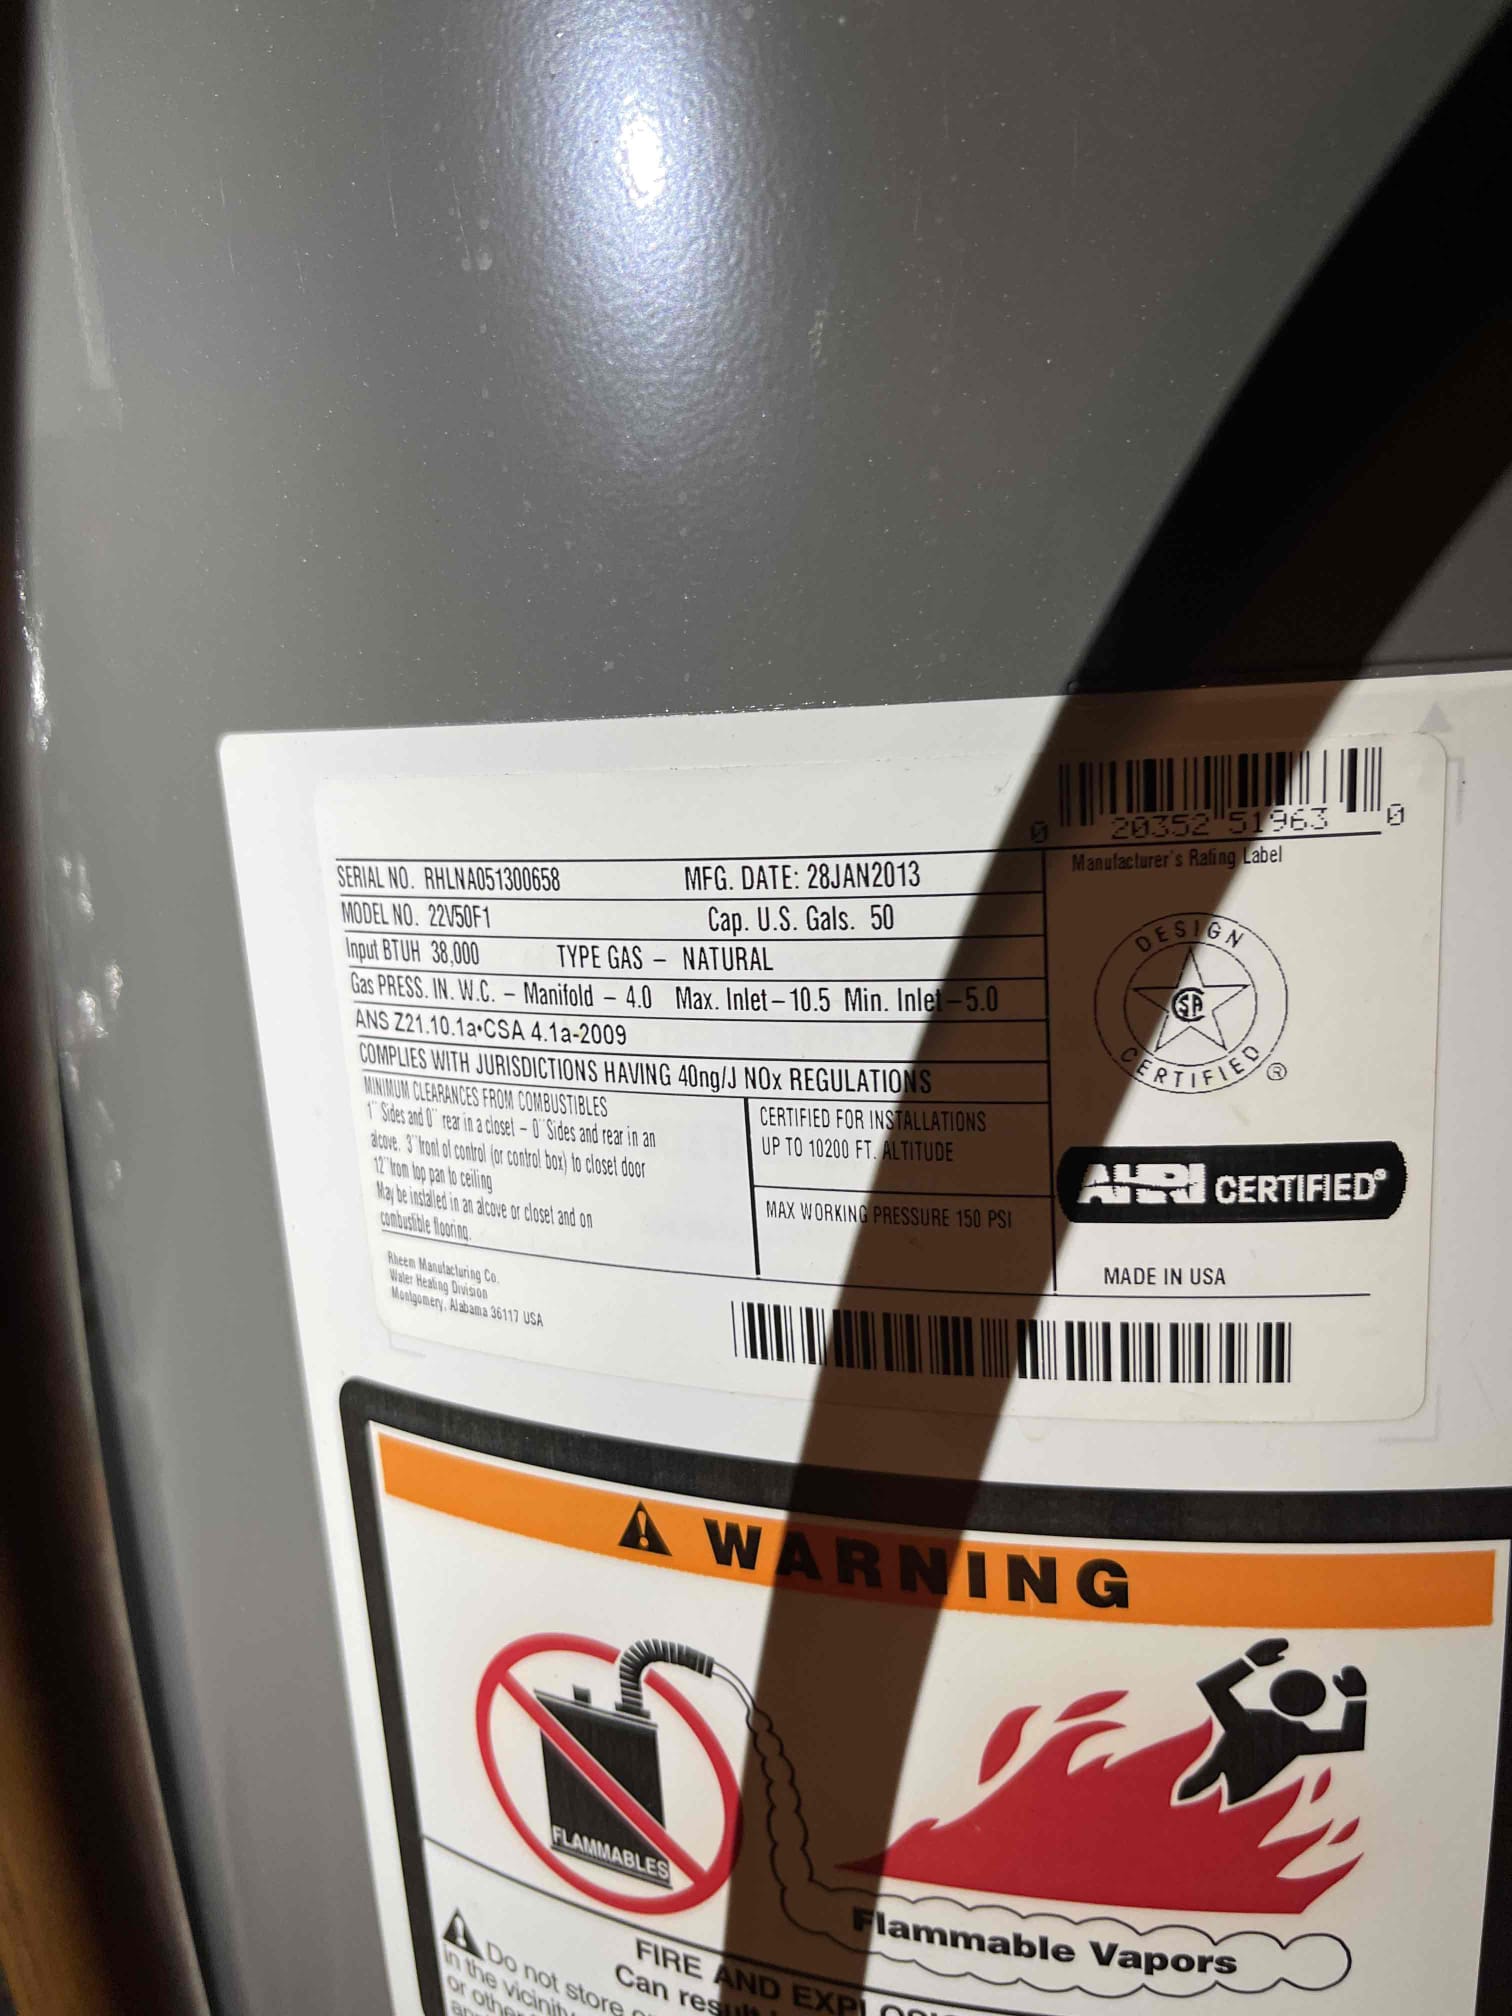 0 20352 51963 0
Manufacturer's Rating Label
SERIAL NO. RHLNA051300658 MFG. DATE: 28JAN2013
MODEL NO. 22V50F1 Cap. U.S. Gals. 50
Input BTUH 38,000 TYPE GAS – NATURAL
Gas PRESS. IN. W.C. – Manifold – 4.0 Max. Inlet – 10.5 Min. Inlet – 5.0
ANS Z21.10.1a•CSA 4.1a-2009
COMPLIES WITH JURISDICTIONS HAVING 40ng/J NOx REGULATIONS
MINIMUM CLEARANCES FROM COMBUSTIBLES
1" Sides and 0" rear in a closet – 0" Sides and rear in an
alcove. 3" front of control (or control box) to closet door
12" from top pan to ceiling
May be installed in an alcove or closet and on
combustible flooring.
CERTIFIED FOR INSTALLATIONS
UP TO 10200 FT. ALTITUDE
MAX WORKING PRESSURE 150 PSI
Rheem Manufacturing Co.
Water Heating Division
Montgomery, Alabama 36117 USA
DESIGN
CERTIFIED ®
AHRI CERTIFIED®
MADE IN USA
WARNING
FLAMMABLES
Flammable Vapors
FIRE AND
Can
Do not store
in the
or